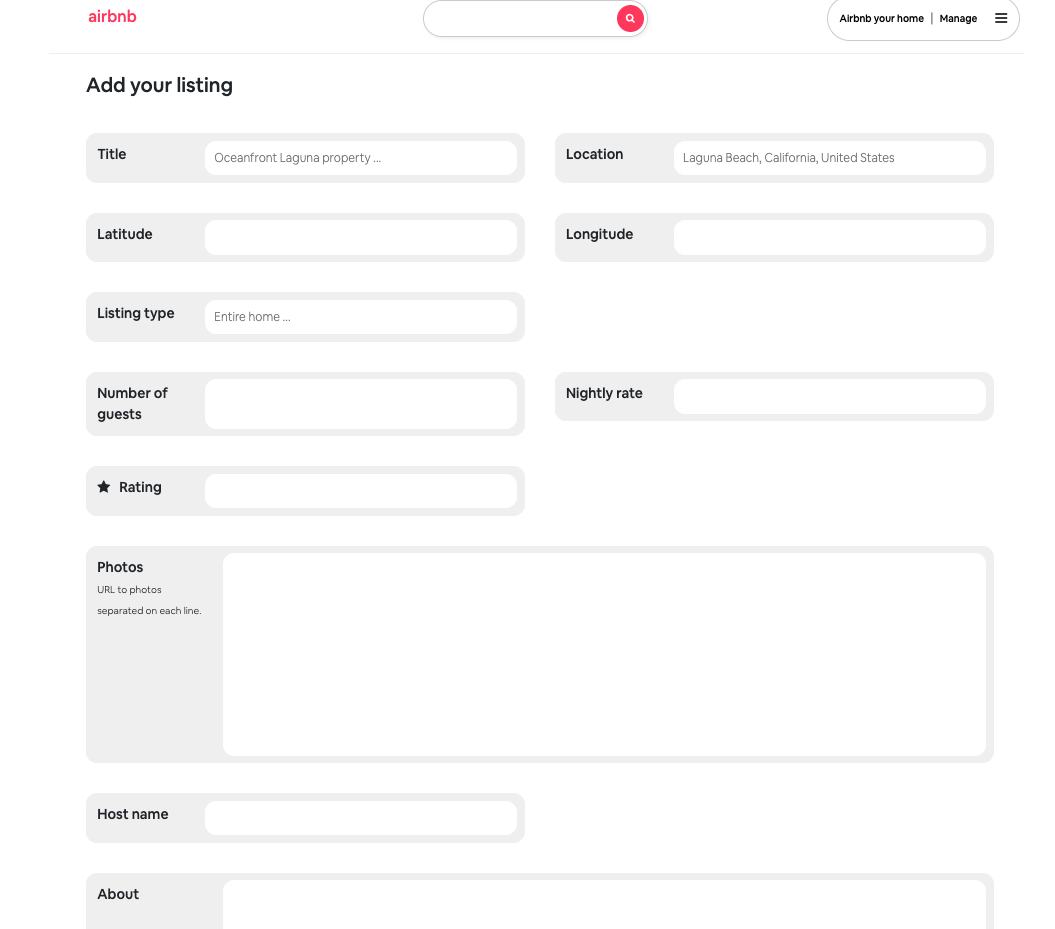 airbnb
Airbnb your home | Manage
Add your listing
Title
Oceanfront Laguna property ...
Location
Laguna Beach, California, United States
Latitude
Longitude
Listing type
Entire home ...
Number of
guests
Nightly rate
Rating
Photos
URL to photos
separated on each line.
Host name
About